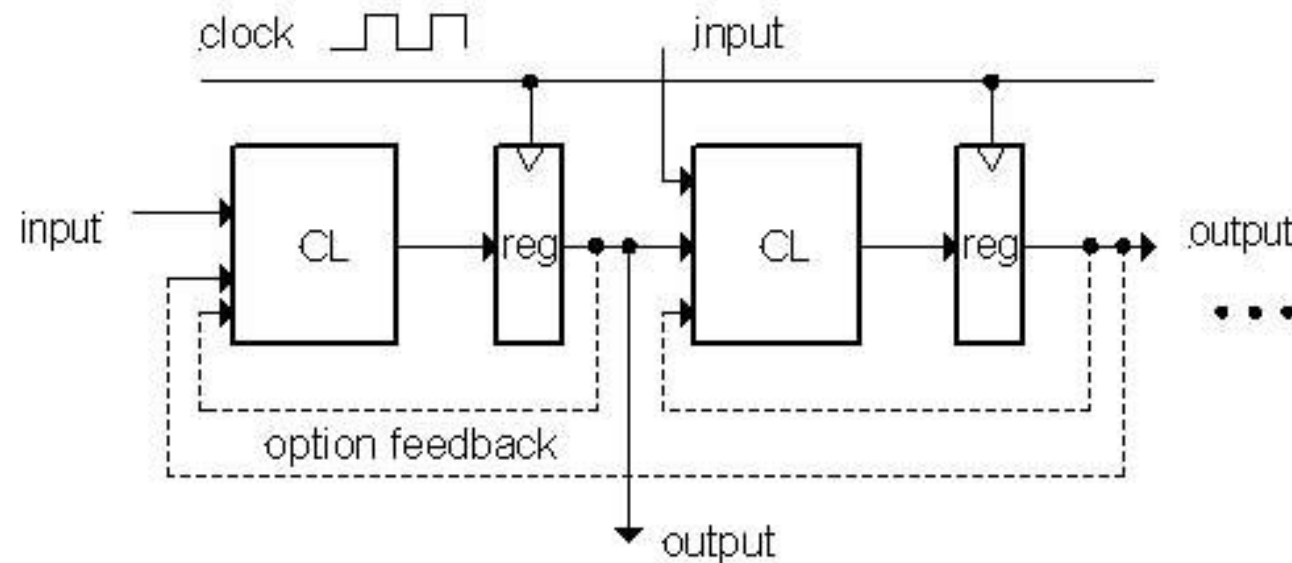 clock
input
input
CL
reg
CL
reg
output
option feedback
output